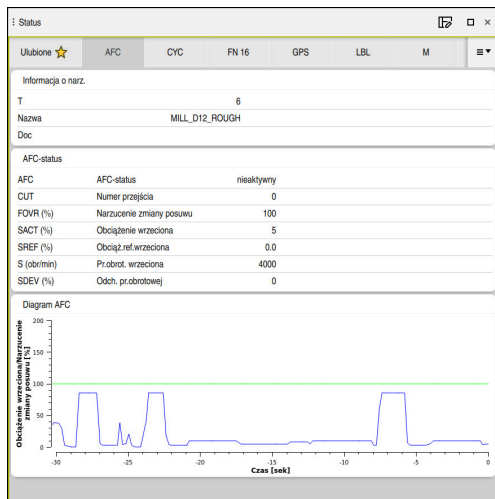 Status
Ulubione AFC CYC FN 16 GPS LBL M
Informacja o narz.
T 6
Nazwa MILL_D12_ROUGH
Doc
AFC-status
AFC AFC-status nieaktywny
CUT Numer przejścia 0
FOVR (%) Narzucenie zmiany posuwu 100
SACT (%) Obciążenie wrzeciona 5
SREF (%) Obciąż.ref.wrzeciona 0.0
S (obr/min) Pr.obrot. wrzeciona 4000
SDEV (%) Odch. pr.obrotowej 0
Diagram AFC
Obciążenie wrzeciona/Narzucenie
zmiany posuwu [%]
200
150
100
50
0
-30 -25 -20 -15 -10 -5 0
Czas [sek]